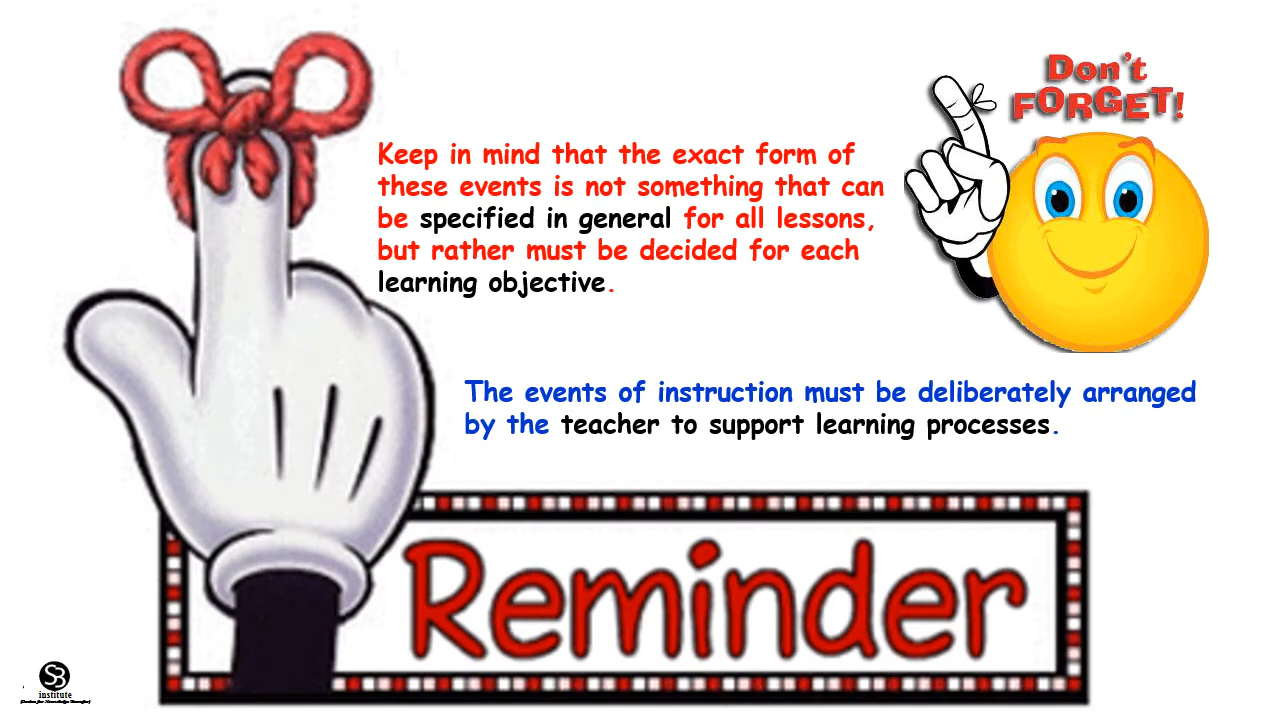 Don't
FORGET!
Keep in mind that the exact form of
these events is not something that can
be specified in general for all lessons,
but rather must be decided for each
learning objective.
The events of instruction must be deliberately arranged
by the teacher to support learning processes.
Reminder
SB
institute